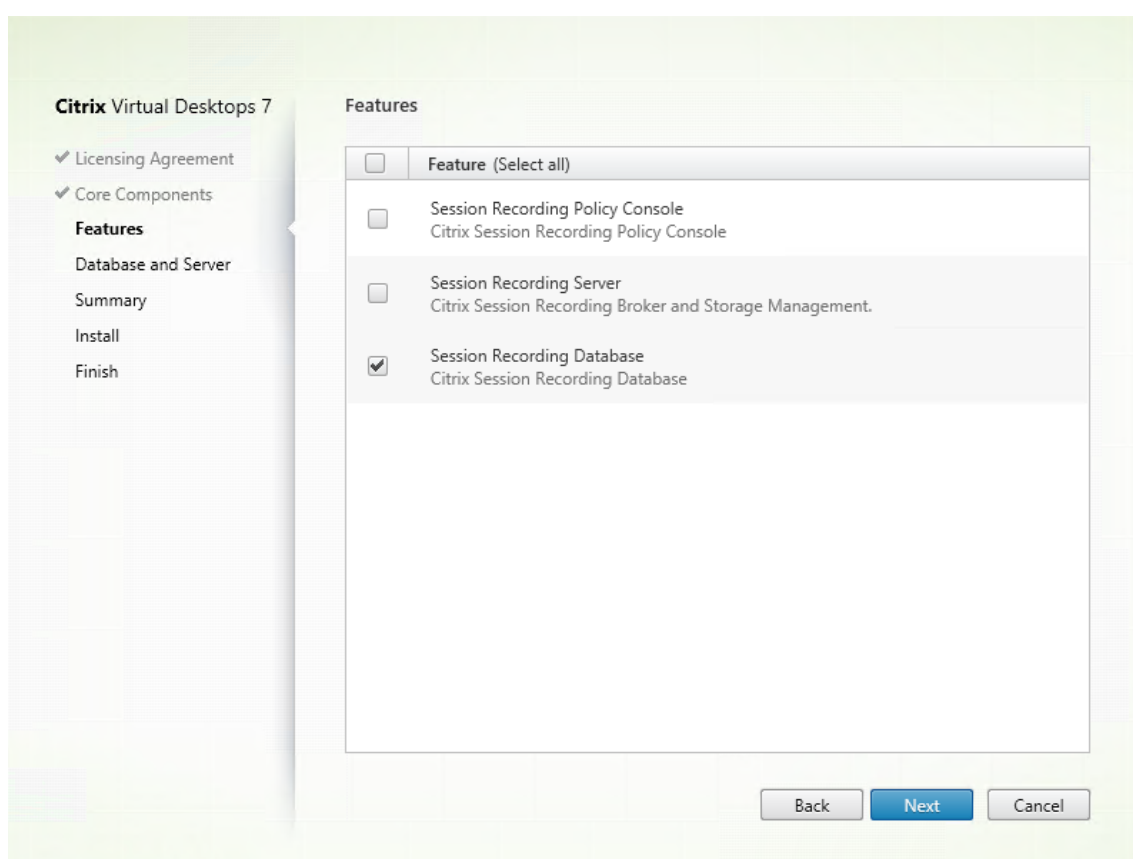 Citrix Virtual Desktops 7
Licensing Agreement
Core Components
Features
Database and Server
Summary
Install
Finish
Features
Feature (Select all)
Session Recording Policy Console
Citrix Session Recording Policy Console
Session Recording Server
Citrix Session Recording Broker and Storage Management.
Session Recording Database
Citrix Session Recording Database
Back Next Cancel